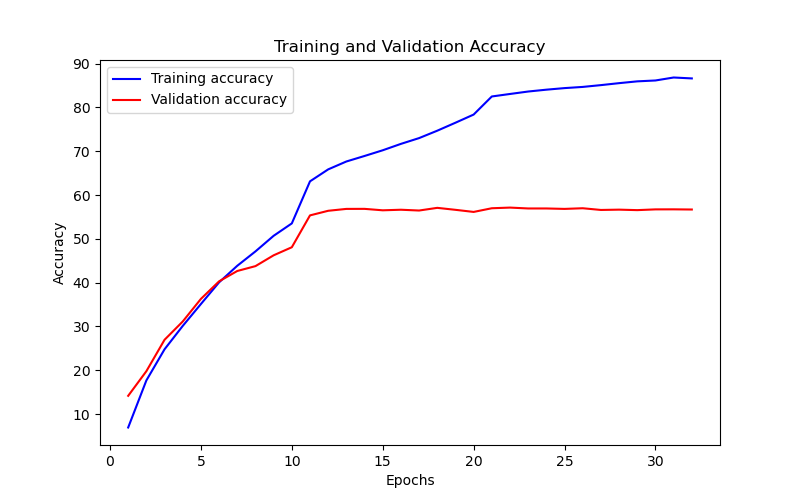 Training and Validation Accuracy
Training accuracy
Validation accuracy
90
80
70
60
50
40
30
20
10
Accuracy
0 5 10 15 20 25 30
Epochs